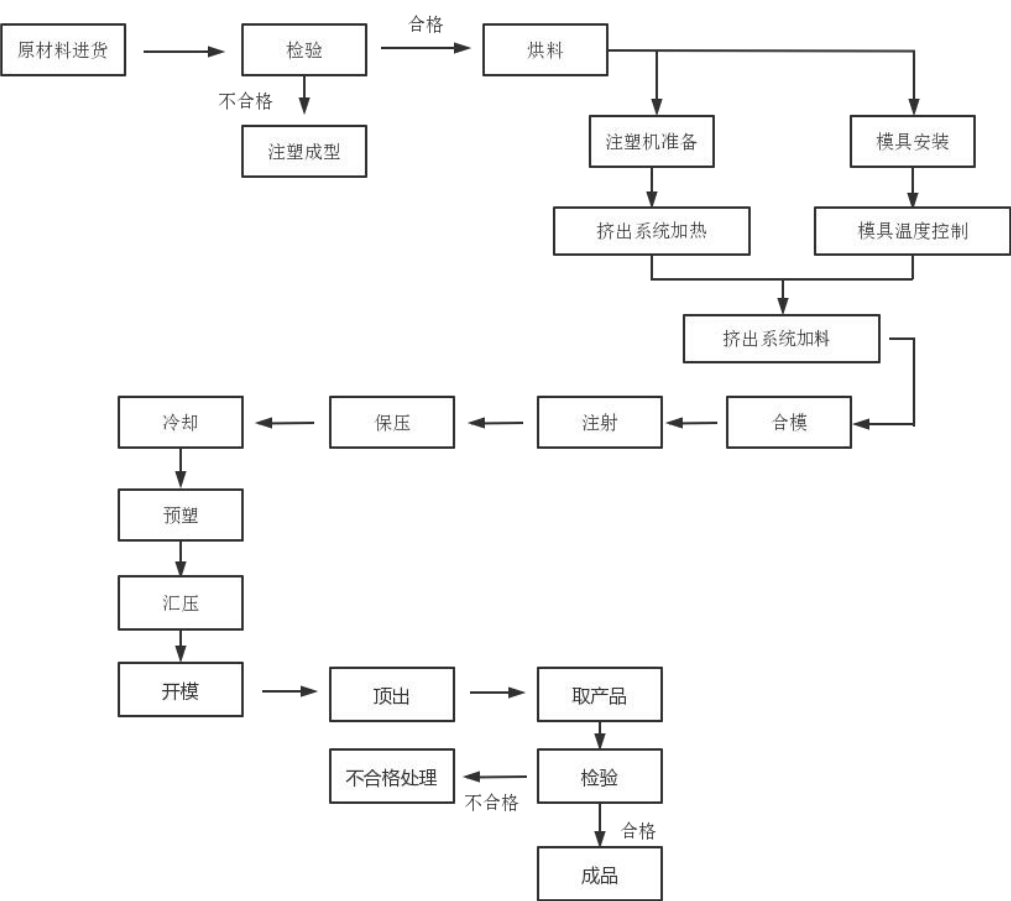 原材料进货
检验
合格
烘料
不合格
注塑成型
注塑机准备
模具安装
挤出系统加热
模具温度控制
挤出系统加料
冷却
保压
注射
合模
预塑
汇压
开模
顶出
取产品
不合格处理
不合格
检验
合格
成品